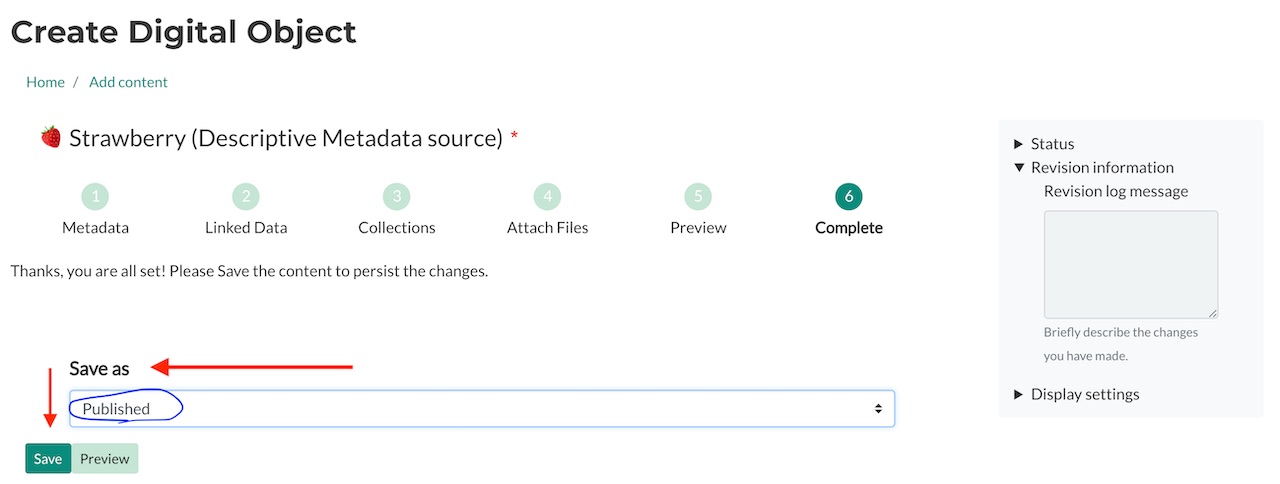 Create Digital Object
Home / Add content
🍓 Strawberry (Descriptive Metadata source) *
1 2 3 4 5 6
Metadata Linked Data Collections Attach Files Preview Complete
Thanks, you are all set! Please Save the content to persist the changes.
Save as
Published
Save Preview
Status
Revision information
Revision log message
Briefly describe the changes
you have made.
Display settings